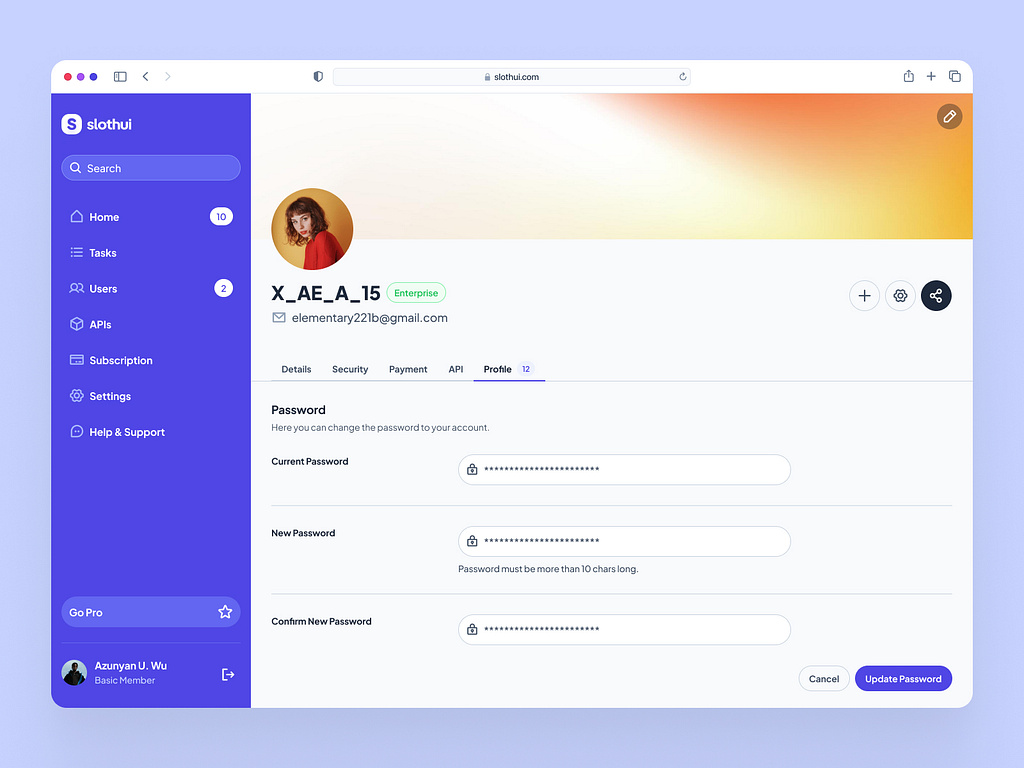 slothui.com
S slothui
Search
Home 10
Tasks
Users 2
APIs
Subscription
Settings
Help & Support
Go Pro
Azunyan U. Wu
Basic Member
X_AE_A_15 Enterprise
elementary221b@gmail.com
Details Security Payment API Profile 12
Password
Here you can change the password to your account.
Current Password ***********************
New Password ***********************
Password must be more than 10 chars long.
Confirm New Password ***********************
Cancel Update Password